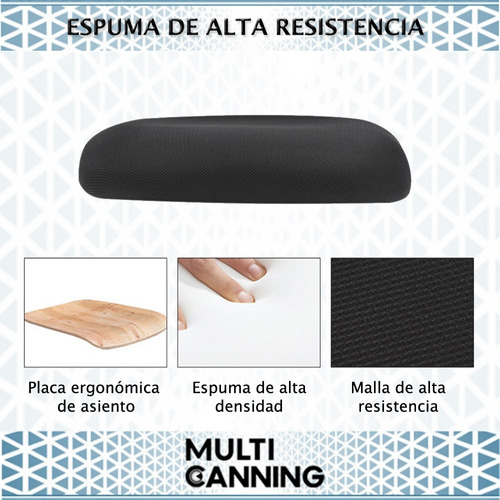 ESPUMA DE ALTA RESISTENCIA
Placa ergonómica
de asiento
Espuma de alta
densidad
Malla de alta
resistencia
MULTI
CANNING